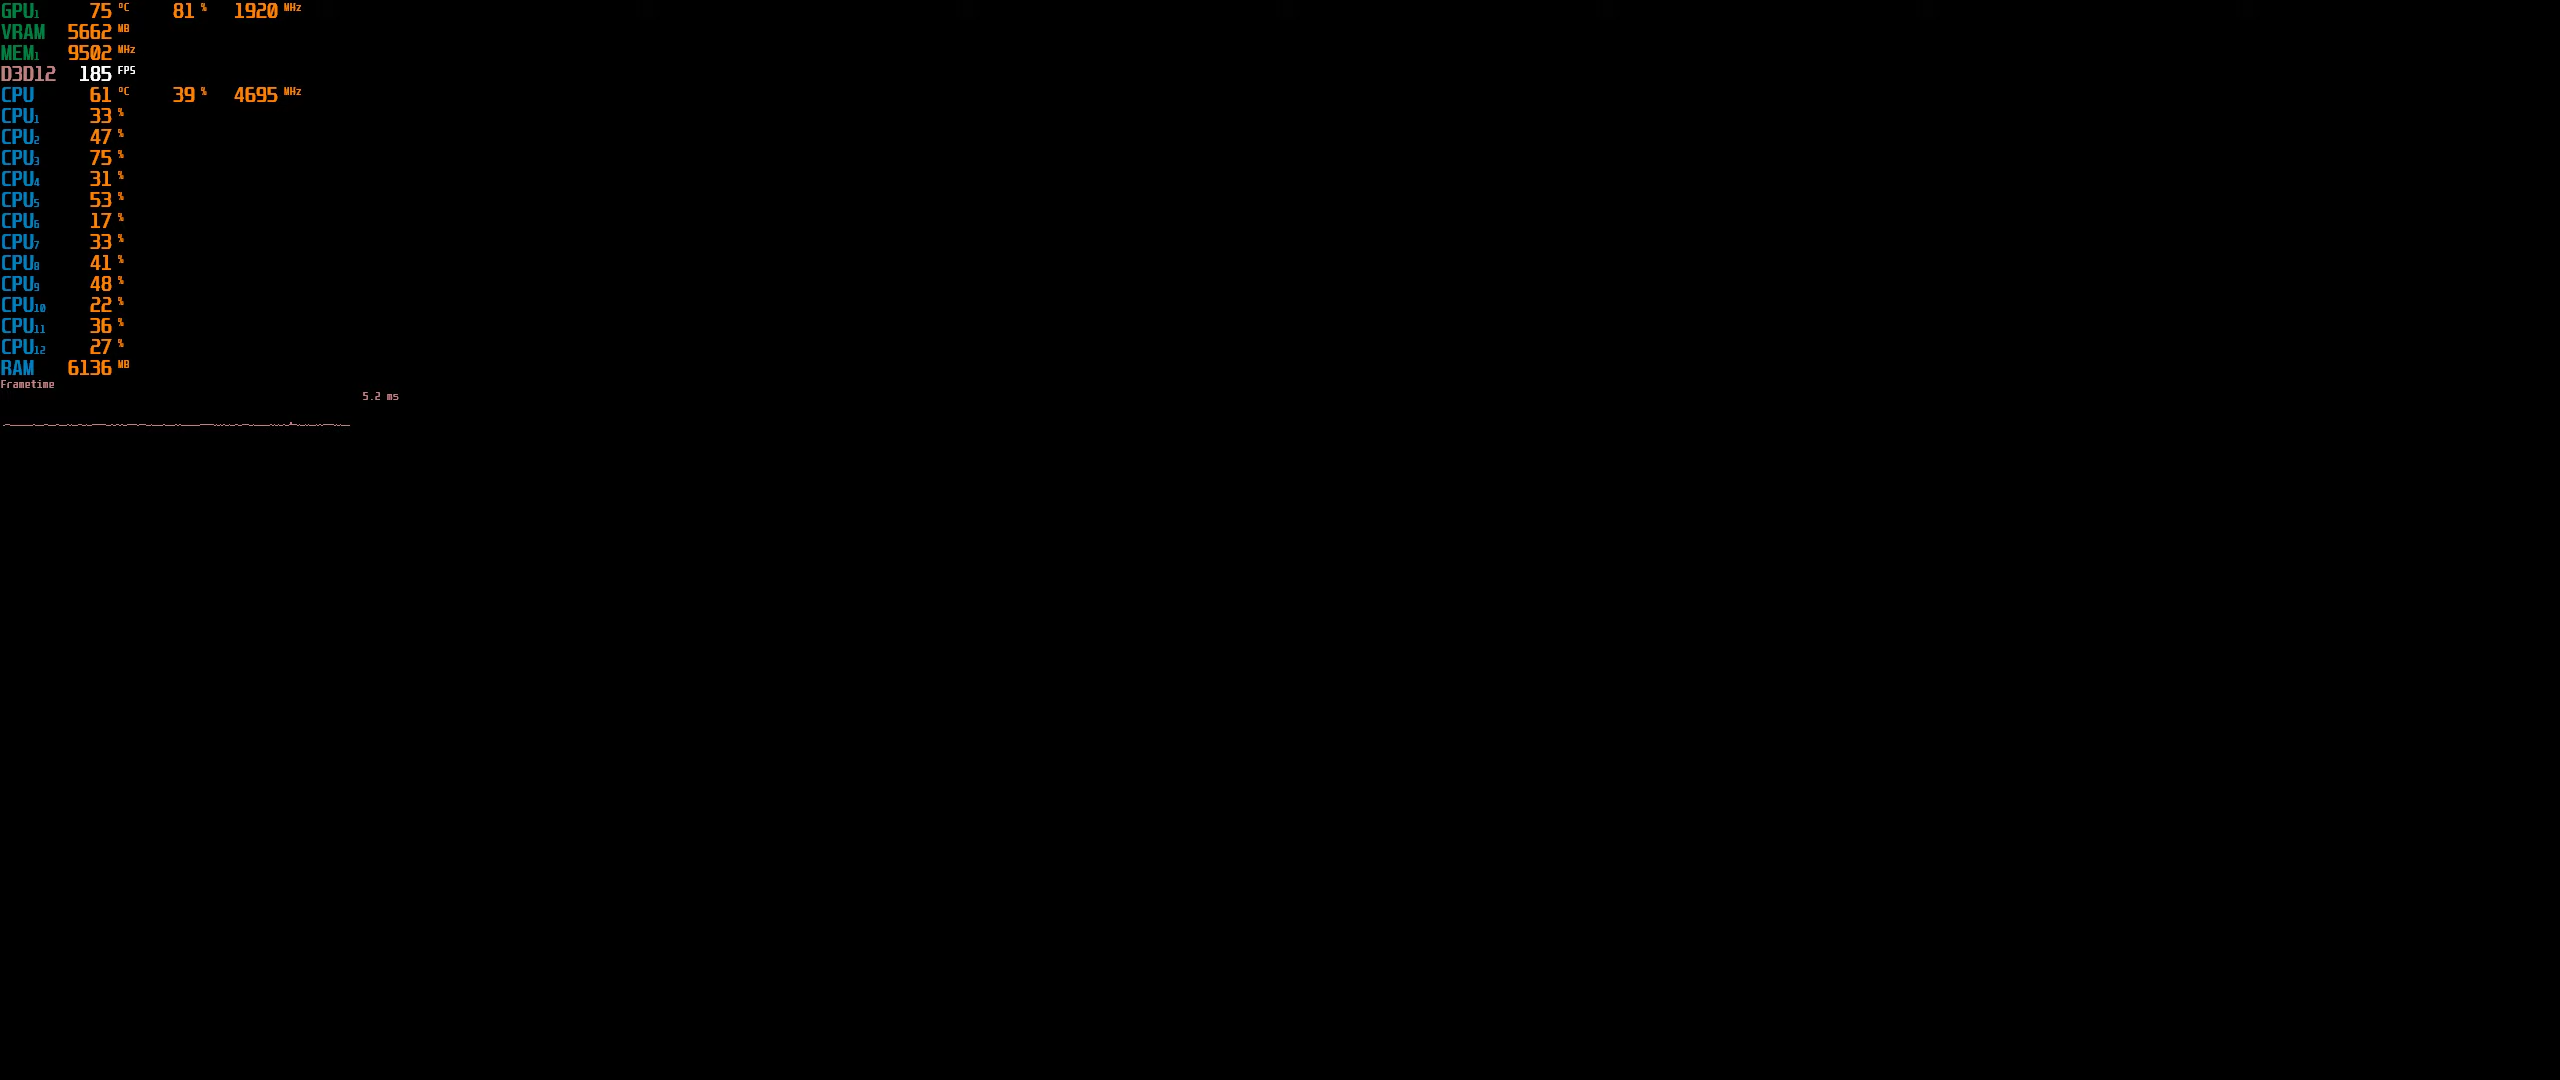 GPU1 75 °C 81 % 1920 MHz
VRAM 5662 MB
MEM1 9502 MHz
D3D12 185 FPS
CPU 61 °C 39 % 4695 MHz
CPU1 33 %
CPU2 47 %
CPU3 75 %
CPU4 31 %
CPU5 53 %
CPU6 17 %
CPU7 33 %
CPU8 41 %
CPU9 48 %
CPU10 22 %
CPU11 36 %
CPU12 27 %
RAM 6136 MB
Frametime
5.2 ms